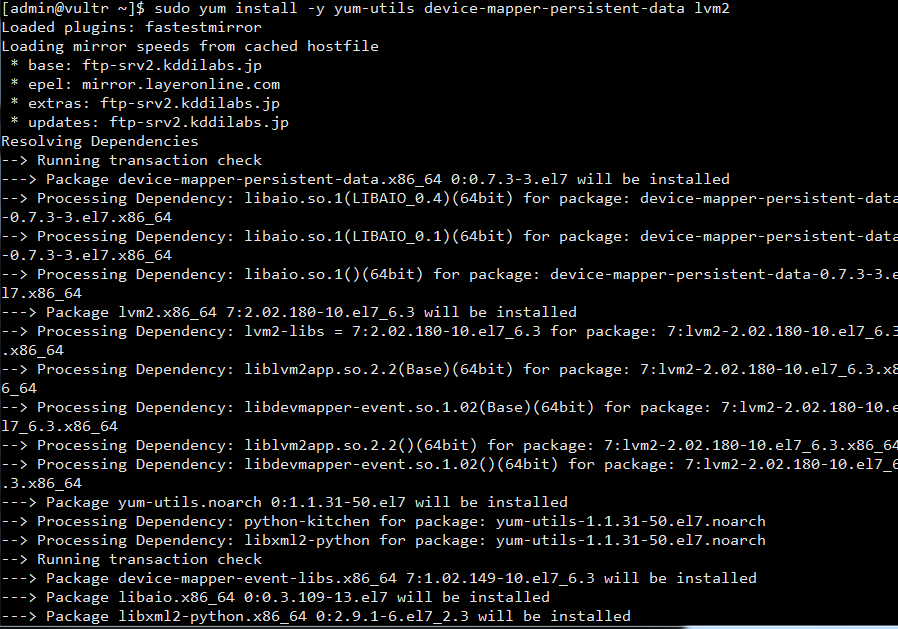 [admin@vultr ~]$ sudo yum install -y yum-utils device-mapper-persistent-data lvm2
Loaded plugins: fastestmirror
Loading mirror speeds from cached hostfile
 * base: ftp-srv2.kddilabs.jp
 * epel: mirror.layeronline.com
 * extras: ftp-srv2.kddilabs.jp
 * updates: ftp-srv2.kddilabs.jp
Resolving Dependencies
--> Running transaction check
---> Package device-mapper-persistent-data.x86_64 0:0.7.3-3.el7 will be installed
--> Processing Dependency: libaio.so.1(LIBAIO_0.4)(64bit) for package: device-mapper-persistent-data
-0.7.3-3.el7.x86_64
--> Processing Dependency: libaio.so.1(LIBAIO_0.1)(64bit) for package: device-mapper-persistent-data
-0.7.3-3.el7.x86_64
--> Processing Dependency: libaio.so.1()(64bit) for package: device-mapper-persistent-data-0.7.3-3.e
l7.x86_64
---> Package lvm2.x86_64 7:2.02.180-10.el7_6.3 will be installed
--> Processing Dependency: lvm2-libs = 7:2.02.180-10.el7_6.3 for package: 7:lvm2-2.02.180-10.el7_6.3
.x86_64
--> Processing Dependency: liblvm2app.so.2.2(Base)(64bit) for package: 7:lvm2-2.02.180-10.el7_6.3.x8
6_64
--> Processing Dependency: libdevmapper-event.so.1.02(Base)(64bit) for package: 7:lvm2-2.02.180-10.e
l7_6.3.x86_64
--> Processing Dependency: liblvm2app.so.2.2()(64bit) for package: 7:lvm2-2.02.180-10.el7_6.3.x86_64
--> Processing Dependency: libdevmapper-event.so.1.02()(64bit) for package: 7:lvm2-2.02.180-10.el7_6
.3.x86_64
---> Package yum-utils.noarch 0:1.1.31-50.el7 will be installed
--> Processing Dependency: python-kitchen for package: yum-utils-1.1.31-50.el7.noarch
--> Processing Dependency: libxml2-python for package: yum-utils-1.1.31-50.el7.noarch
--> Running transaction check
---> Package device-mapper-event-libs.x86_64 7:1.02.149-10.el7_6.3 will be installed
---> Package libaio.x86_64 0:0.3.109-13.el7 will be installed
---> Package libxml2-python.x86_64 0:2.9.1-6.el7_2.3 will be installed